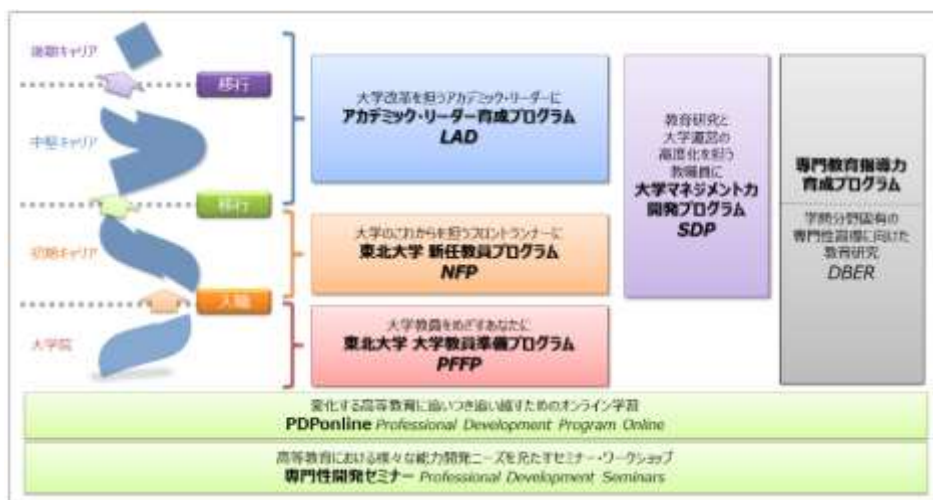 後期キャリア
移行
中堅キャリア
移行
初期キャリア
入職
大学院
大学改革を担うアカデミック・リーダーに
アカデミック・リーダー育成プログラム
LAD
大学のこれからを担うフロントランナーに
東北大学 新任教員プログラム
NFP
大学教員をめざすあなたに
東北大学 大学教員準備プログラム
PFFP
教育研究と
大学運営の
高度化を担う
教職員に
大学マネジメント力
開発プログラム
SDP
専門教育指導力
育成プログラム
学問分野固有の
専門性習得に向けた
教育研究
DBER
変化する高等教育に追いつき追い越すためのオンライン学習
PDPonline Professional Development Program Online
高等教育における様々な能力開発ニーズを充たすセミナー・ワークショップ
専門性開発セミナー Professional Development Seminars